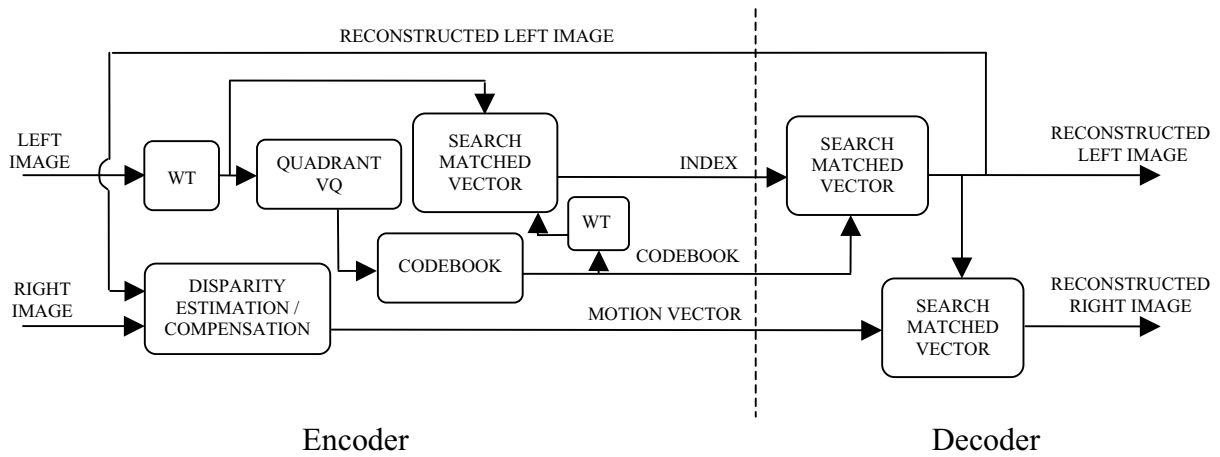 RECONSTRUCTED LEFT IMAGE
LEFT
IMAGE
WT
QUADRANT
VQ
SEARCH
MATCHED
VECTOR
INDEX
SEARCH
MATCHED
VECTOR
RECONSTRUCTED
LEFT IMAGE
WT
CODEBOOK
CODEBOOK
RIGHT
IMAGE
DISPARITY
ESTIMATION /
COMPENSATION
MOTION VECTOR
SEARCH
MATCHED
VECTOR
RECONSTRUCTED
RIGHT IMAGE
Encoder
Decoder